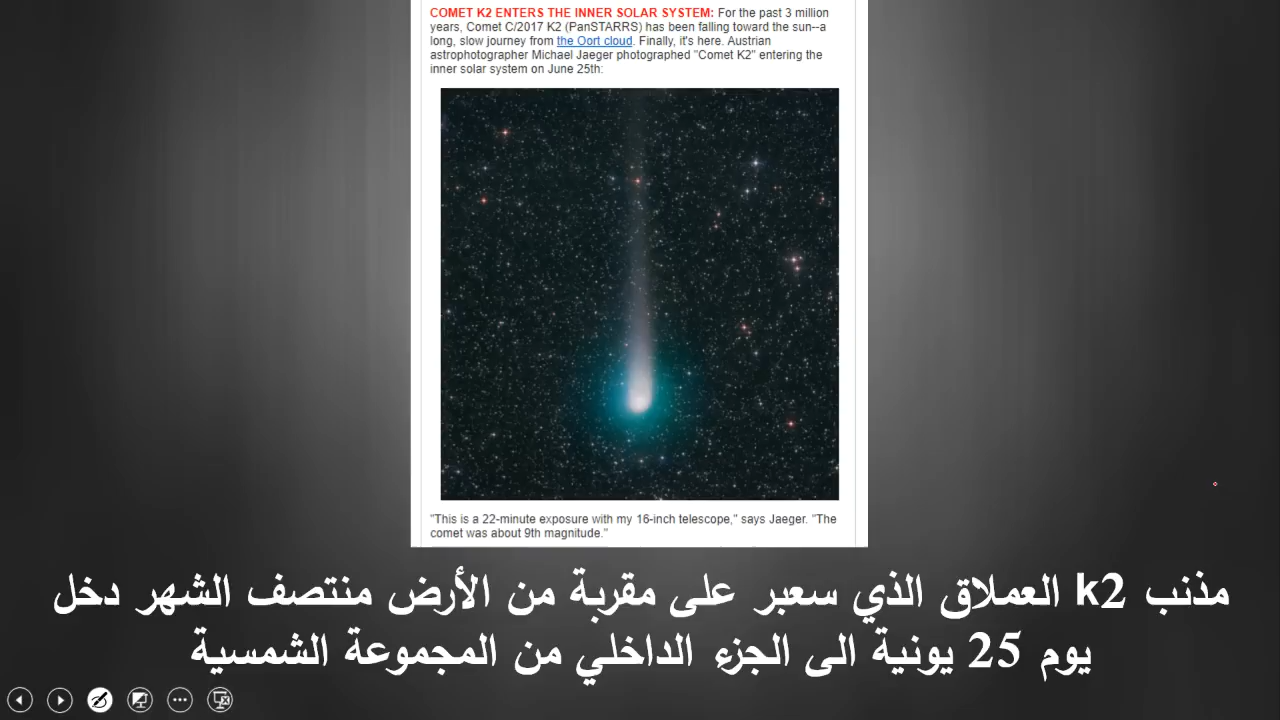 COMET K2 ENTERS THE INNER SOLAR SYSTEM: For the past 3 million
years, Comet C/2017 K2 (PanSTARRS) has been falling toward the sun--a
long, slow journey from the Oort cloud. Finally, it's here. Austrian
astrophotographer Michael Jaeger photographed "Comet K2" entering the
inner solar system on June 25th:
"This is a 22-minute exposure with my 16-inch telescope," says Jaeger. "The
comet was about 9th magnitude."
مذنب k2 العملاق الذي سعبر على مقربة من الأرض منتصف الشهر دخل
يوم 25 يونية الى الجزء الداخلي من المجموعة الشمسية